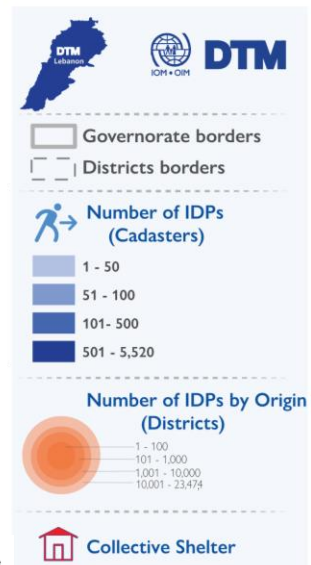 DTM
Lebanon
IOM • OIM
DTM
Governorate borders
Districts borders
Number of IDPs
(Cadasters)
1 - 50
51 - 100
101- 500
501 - 5,520
Number of IDPs by Origin
(Districts)
1 - 100
101 - 1,000
1,001 - 10,000
10,001 - 23,474
Collective Shelter